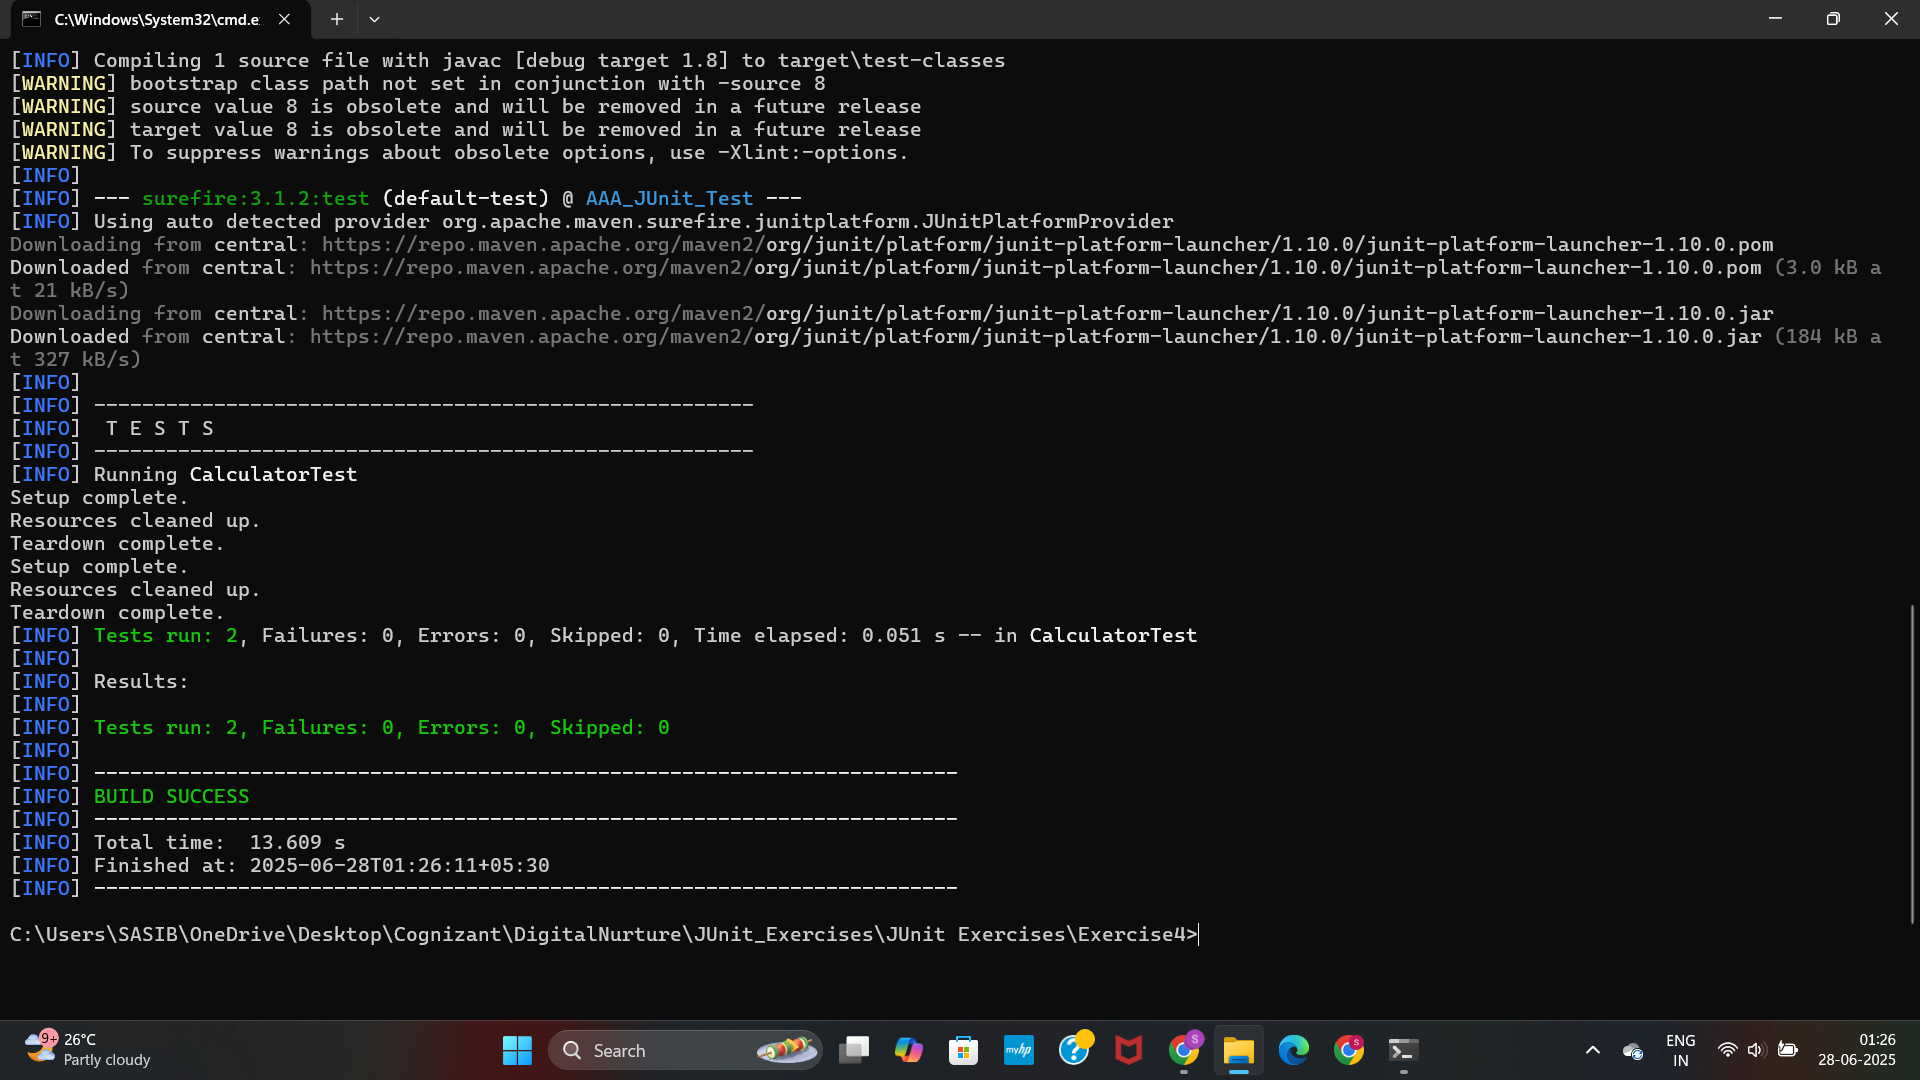 C:\Windows\System32\cmd.e
[INFO] Compiling 1 source file with javac [debug target 1.8] to target\test-classes
[WARNING] bootstrap class path not set in conjunction with -source 8
[WARNING] source value 8 is obsolete and will be removed in a future release
[WARNING] target value 8 is obsolete and will be removed in a future release
[WARNING] To suppress warnings about obsolete options, use -Xlint:-options.
[INFO]
[INFO] --- surefire:3.1.2:test (default-test) @ AAA_JUnit_Test ---
[INFO] Using auto detected provider org.apache.maven.surefire.junitplatform.JUnitPlatformProvider
Downloading from central: https://repo.maven.apache.org/maven2/org/junit/platform/junit-platform-launcher/1.10.0/junit-platform-launcher-1.10.0.pom
Downloaded from central: https://repo.maven.apache.org/maven2/org/junit/platform/junit-platform-launcher/1.10.0/junit-platform-launcher-1.10.0.pom (3.0 kB a
t 21 kB/s)
Downloading from central: https://repo.maven.apache.org/maven2/org/junit/platform/junit-platform-launcher/1.10.0/junit-platform-launcher-1.10.0.jar
Downloaded from central: https://repo.maven.apache.org/maven2/org/junit/platform/junit-platform-launcher/1.10.0/junit-platform-launcher-1.10.0.jar (184 kB a
t 327 kB/s)
[INFO]
[INFO] -------------------------------------------------------
[INFO]  T E S T S
[INFO] -------------------------------------------------------
[INFO] Running CalculatorTest
Setup complete.
Resources cleaned up.
Teardown complete.
Setup complete.
Resources cleaned up.
Teardown complete.
[INFO] Tests run: 2, Failures: 0, Errors: 0, Skipped: 0, Time elapsed: 0.051 s -- in CalculatorTest
[INFO]
[INFO] Results:
[INFO]
[INFO] Tests run: 2, Failures: 0, Errors: 0, Skipped: 0
[INFO]
[INFO] ------------------------------------------------------------------------
[INFO] BUILD SUCCESS
[INFO] ------------------------------------------------------------------------
[INFO] Total time:  13.609 s
[INFO] Finished at: 2025-06-28T01:26:11+05:30
[INFO] ------------------------------------------------------------------------
C:\Users\SASIB\OneDrive\Desktop\Cognizant\DigitalNurture\JUnit_Exercises\JUnit Exercises\Exercise4>
9+ 26°C
Partly cloudy
Search
myhp
S
S
ENG
IN
01:26
28-06-2025